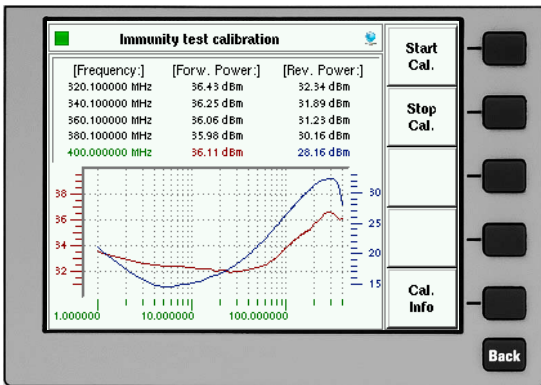 Immunity test calibration
[Frequency:] [Forw. Power:] [Rev. Power:]
320.100000 MHz 36.43 dBm 32.34 dBm
340.100000 MHz 36.25 dBm 31.89 dBm
360.100000 MHz 36.06 dBm 31.23 dBm
380.100000 MHz 35.98 dBm 30.16 dBm
400.000000 MHz 36.11 dBm 28.16 dBm
38
36
34
32
30
25
20
15
1.000000 10.000000 100.000000
Start
Cal.
Stop
Cal.
Cal.
Info
Back